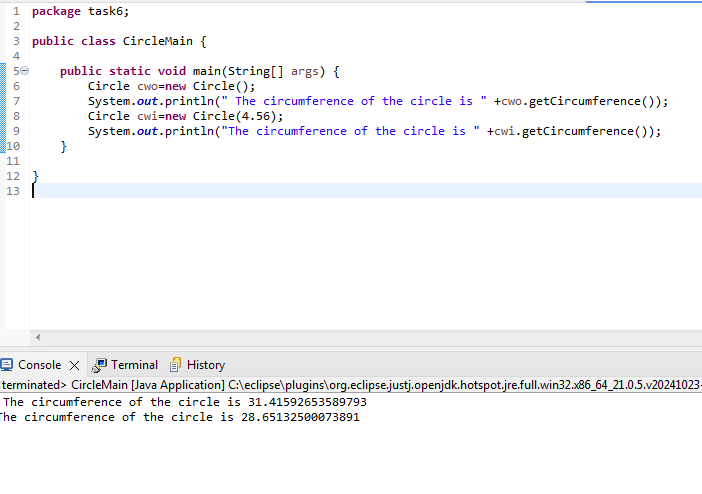 1 package task6;
2
3 public class CircleMain {
4
5 public static void main(String[] args) {
6 Circle cwo=new Circle();
7 System.out.println(" The circumference of the circle is " +cwo.getCircumference());
8 Circle cwi=new Circle(4.56);
9 System.out.println("The circumference of the circle is " +cwi.getCircumference());
10 }
11
12 }
13
Console Terminal History
terminated> CircleMain [Java Application] C:\eclipse\plugins\org.eclipse.justj.openjdk.hotspot.jre.full.win32.x86_64_21.0.5.v20241023-
The circumference of the circle is 31.41592653589793
The circumference of the circle is 28.65132500073891